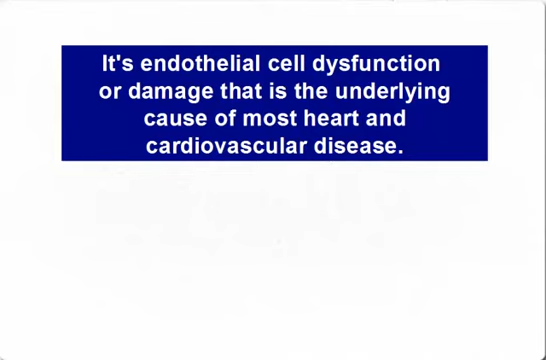 It's endothelial cell dysfunction
or damage that is the underlying
cause of most heart and
cardiovascular disease.